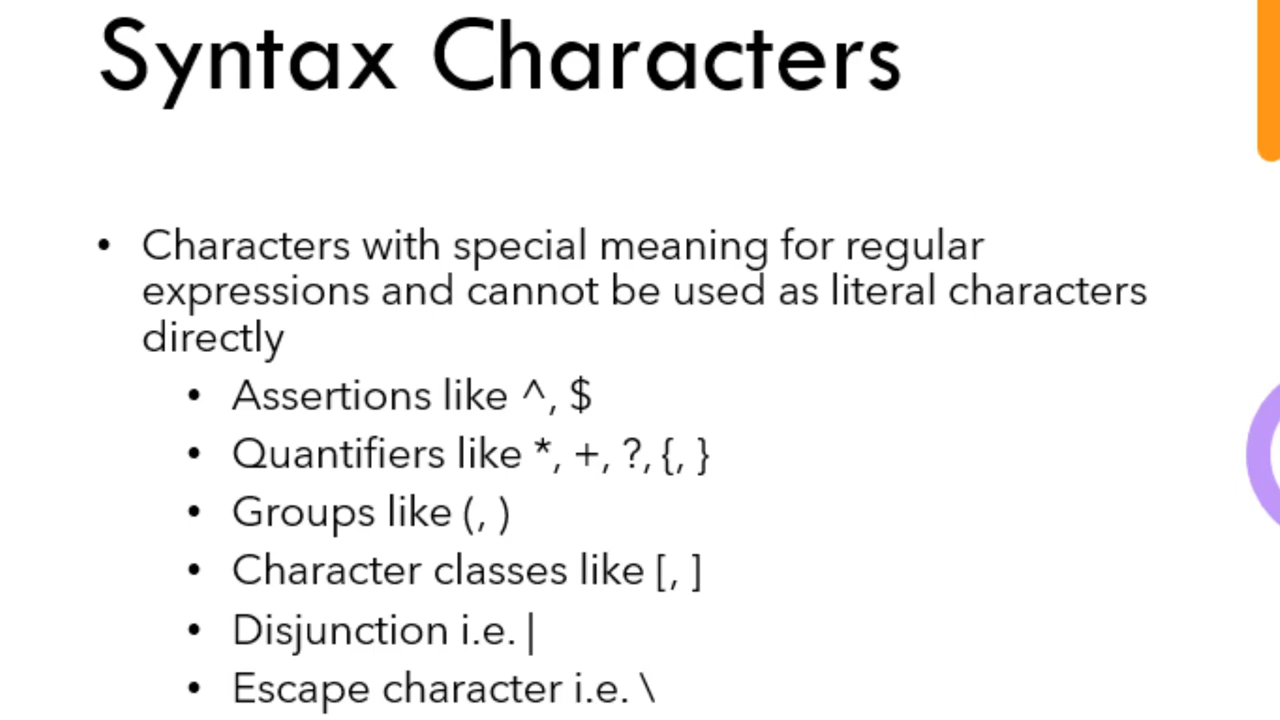 Syntax Characters
• Characters with special meaning for regular
expressions and cannot be used as literal characters
directly
• Assertions like ^, $
• Quantifiers like *, +, ?, {, }
• Groups like (, )
• Character classes like [, ]
• Disjunction i.e. |
• Escape character i.e. \